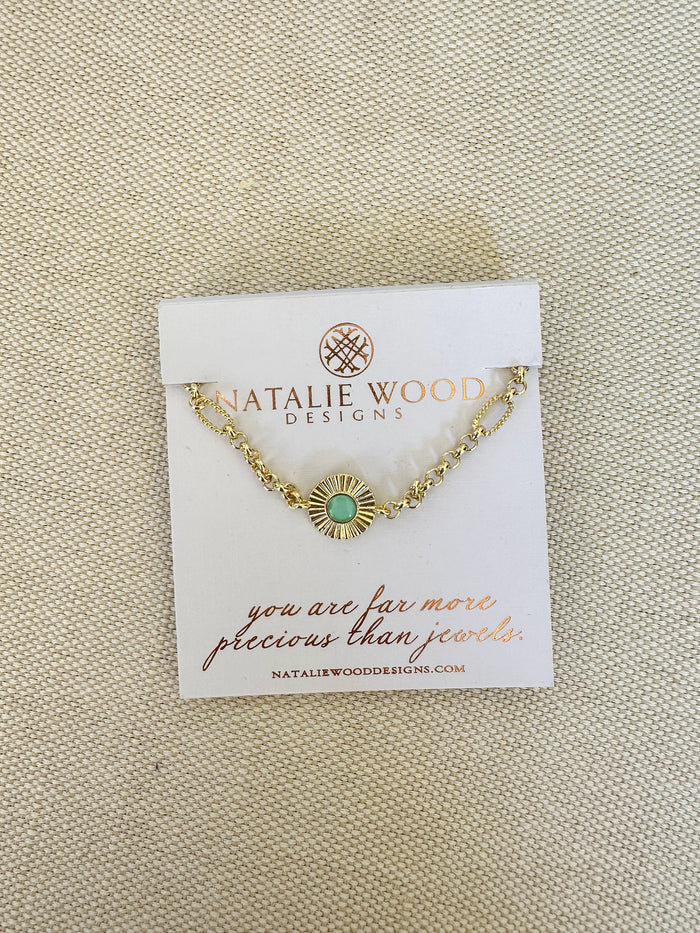 NATALIE WOOD
DESIGNS
you are far more
precious than jewels.
NATALIEWOODDESIGNS.COM